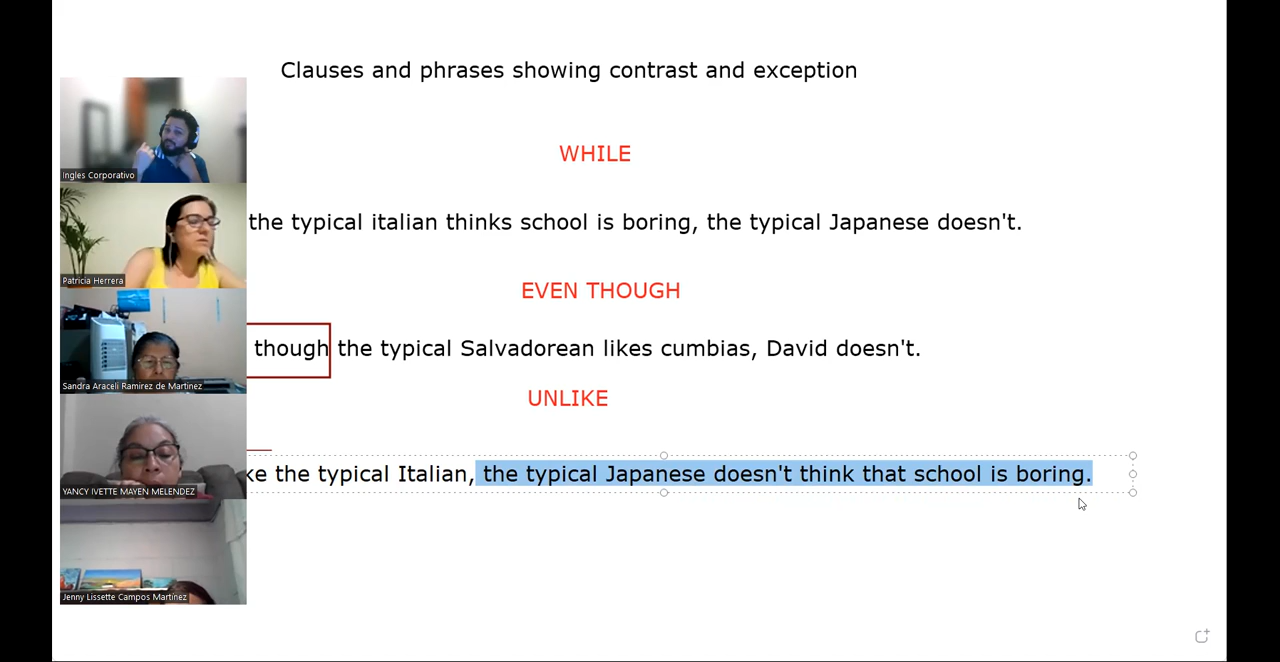 Clauses and phrases showing contrast and exception
WHILE
the typical italian thinks school is boring, the typical Japanese doesn't.
EVEN THOUGH
though the typical Salvadorean likes cumbias, David doesn't.
UNLIKE
ke the typical Italian, the typical Japanese doesn't think that school is boring.
Ingles Corporativo
Patricia Herrera
Sandra Araceli Ramírez de Martinez
YANCY IVETTE MAYEN MELENDEZ
Jenny Lissette Campos Martínez